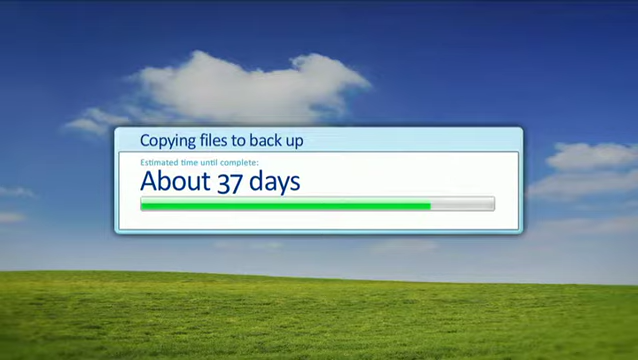 Copying files to back up
Estimated time until complete:
About 37 days